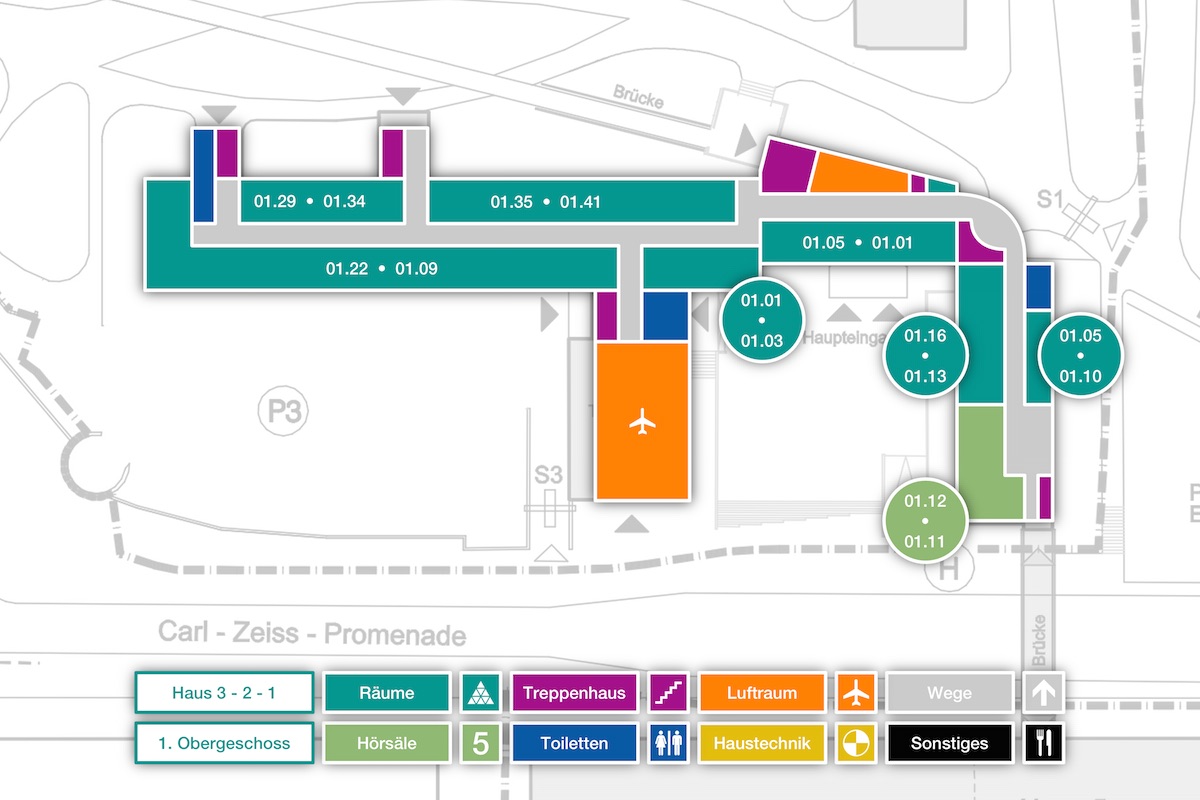 Brücke
S1
01.29 • 01.34
01.35 • 01.41
01.05 • 01.01
01.22 • 01.09
01.01
•
01.03
Haupteinga
01.16
•
01.13
01.05
•
01.10
P3
S3
01.12
•
01.11
H
Brücke
Carl - Zeiss - Promenade
Haus 3 - 2 - 1
Räume
Treppenhaus
Luftraum
Wege
1. Obergeschoss
Hörsäle
5
Toiletten
Haustechnik
Sonstiges